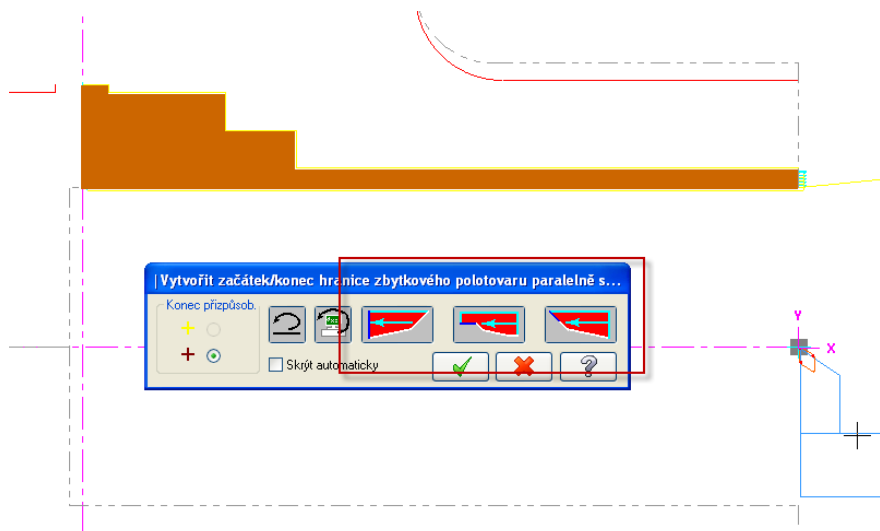 Vytvořit začátek/konec hranice zbytkového polotovaru paralelně s...
Konec přizpůsob.
Skrýt automaticky
Y
X